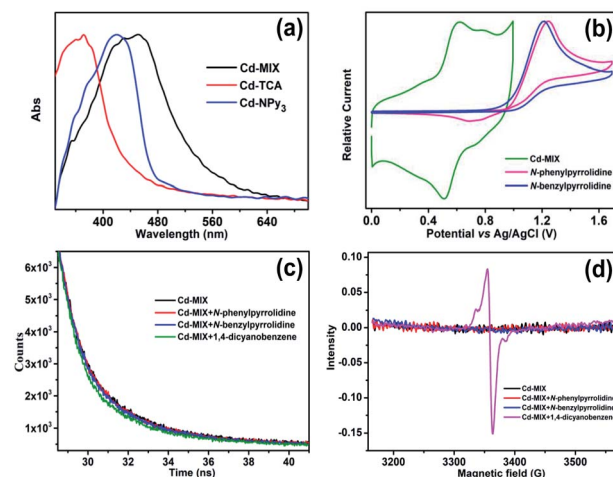 (a)
Cd-MIX
Cd-TCA
Cd-NPy3
Abs
400 480 560 640
Wavelength (nm)
(b)
Relative Current
Cd-MIX
N-phenylpyrrolidine
N-benzylpyrrolidine
0.0 0.4 0.8 1.2 1.6
Potential vs Ag/AgCl (V)
(c)
Cd-MIX
Cd-MIX+N-phenylpyrrolidine
Cd-MIX+N-benzylpyrrolidine
Cd-MIX+1,4-dicyanobenzene
6x10³
5x10³
4x10³
3x10³
2x10³
1x10³
Counts
30 32 34 36 38 40
Time (ns)
(d)
0.10
0.05
0.00
-0.05
-0.10
-0.15
Intensity
Cd-MIX
Cd-MIX+N-phenylpyrrolidine
Cd-MIX+N-benzylpyrrolidine
Cd-MIX+1,4-dicyanobenzene
3200 3300 3400 3500
Magnetic field (G)